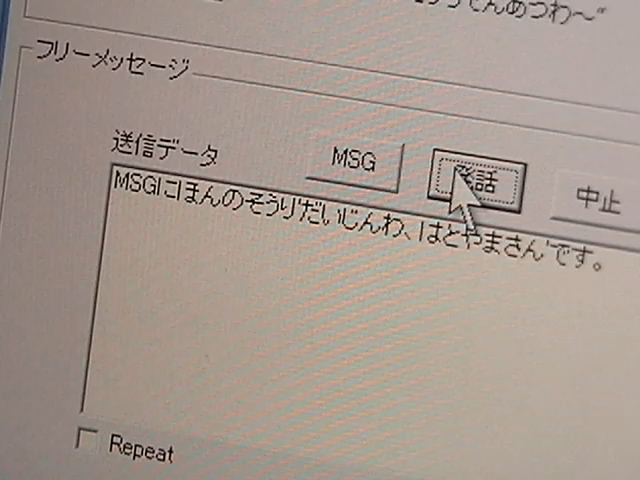 フリーメッセージ
送信データ
MSG
発話
中止
MSGにほんのそうり'だいじんわ、はとやまさん'です。
Repeat